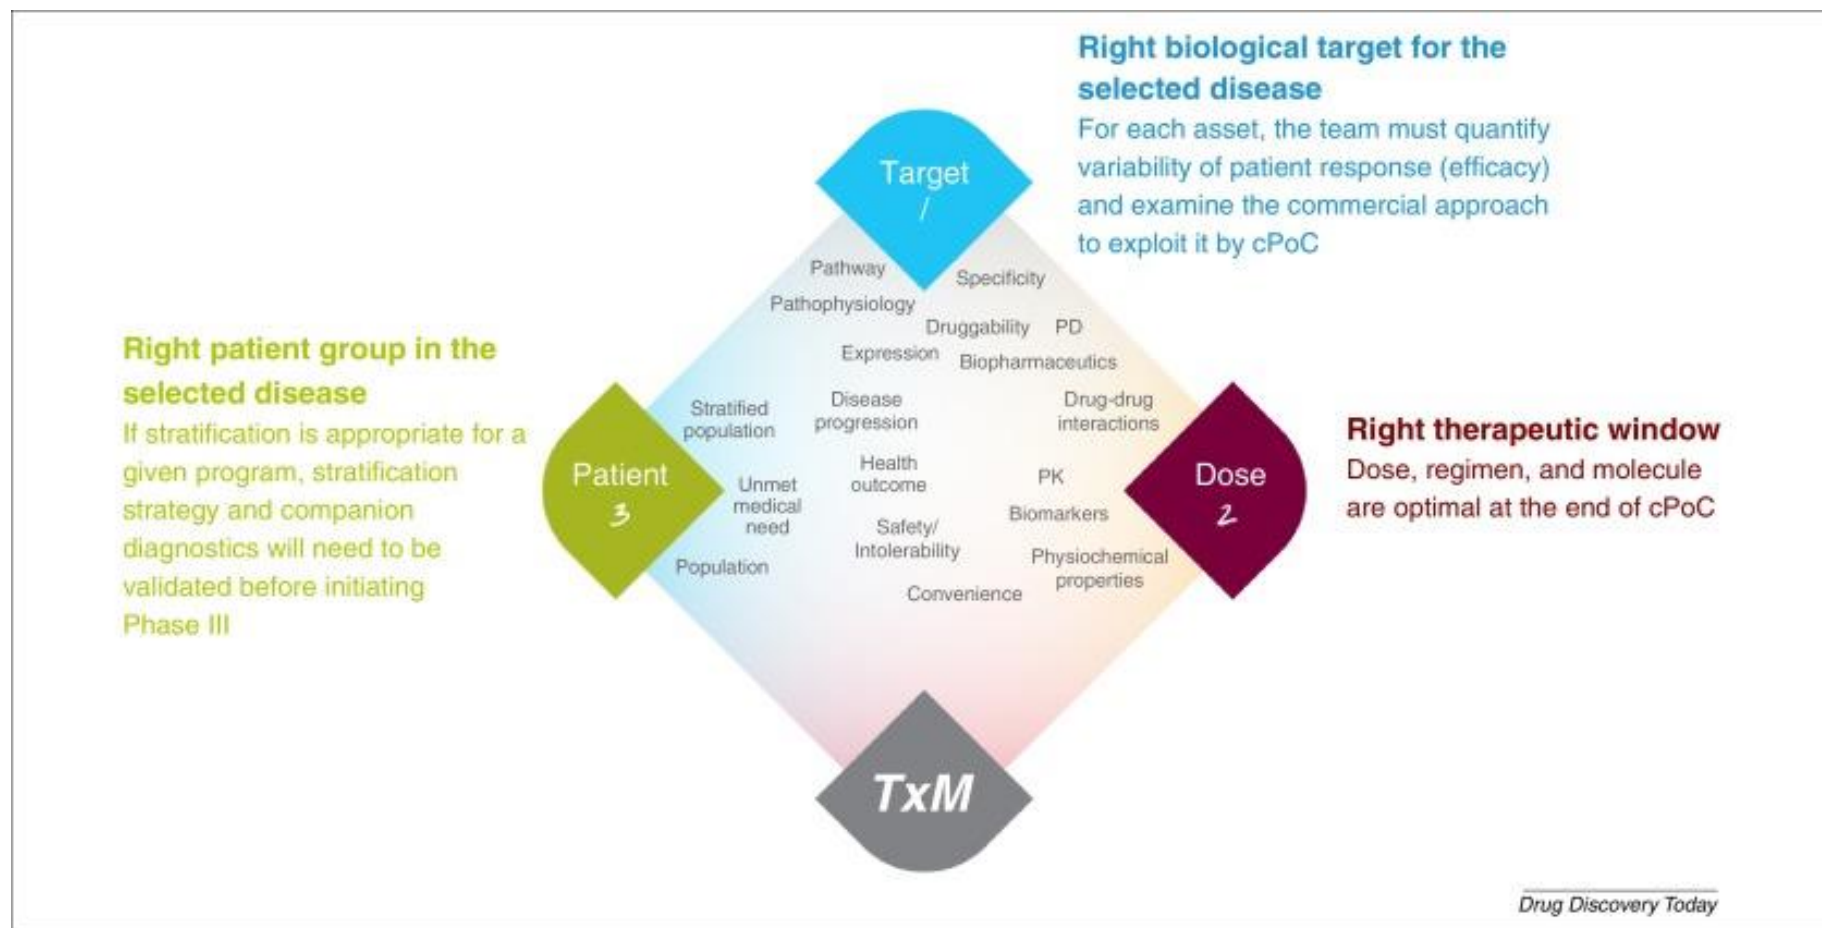 Right biological target for the
selected disease
For each asset, the team must quantify
variability of patient response (efficacy)
and examine the commercial approach
to exploit it by cPoC
Target
/
Pathway
Specificity
Pathophysiology
Druggability
PD
Expression
Biopharmaceutics
Right patient group in the
selected disease
If stratification is appropriate for a
given program, stratification
strategy and companion
diagnostics will need to be
validated before initiating
Phase III
Patient
3
Stratified
population
Disease
progression
Drug-drug
interactions
Health
outcome
Unmet
medical
need
PK
Biomarkers
Safety/
Intolerability
Physiochemical
properties
Population
Convenience
Dose
2
Right therapeutic window
Dose, regimen, and molecule
are optimal at the end of cPoC
TxM
Drug Discovery Today